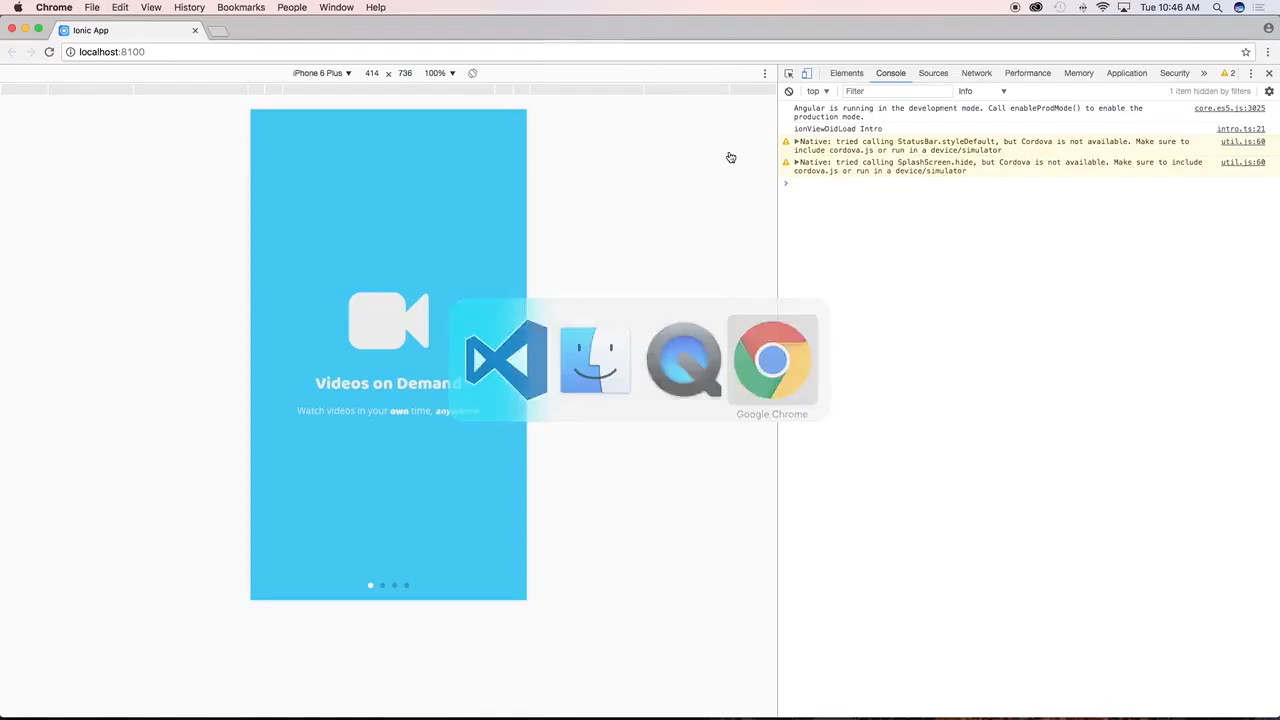 Chrome File Edit View History Bookmarks People Window Help Tue 10:46 AM
Ionic App
localhost:8100
iPhone 6 Plus ▼ 414 × 736 100% ▼
Elements Console Sources Network Performance Memory Application Security » 2
top ▼ Filter Info ▼ 1 item hidden by filters
Angular is running in the development mode. Call enableProdMode() to enable the core.es5.js:3025
production mode.
ionViewDidLoad Intro intro.ts:21
Native: tried calling StatusBar.styleDefault, but Cordova is not available. Make sure to util.js:60
include cordova.js or run in a device/simulator
Native: tried calling SplashScreen.hide, but Cordova is not available. Make sure to include util.js:60
cordova.js or run in a device/simulator
Videos on Demand
Watch videos in your own time, anywhere
Google Chrome